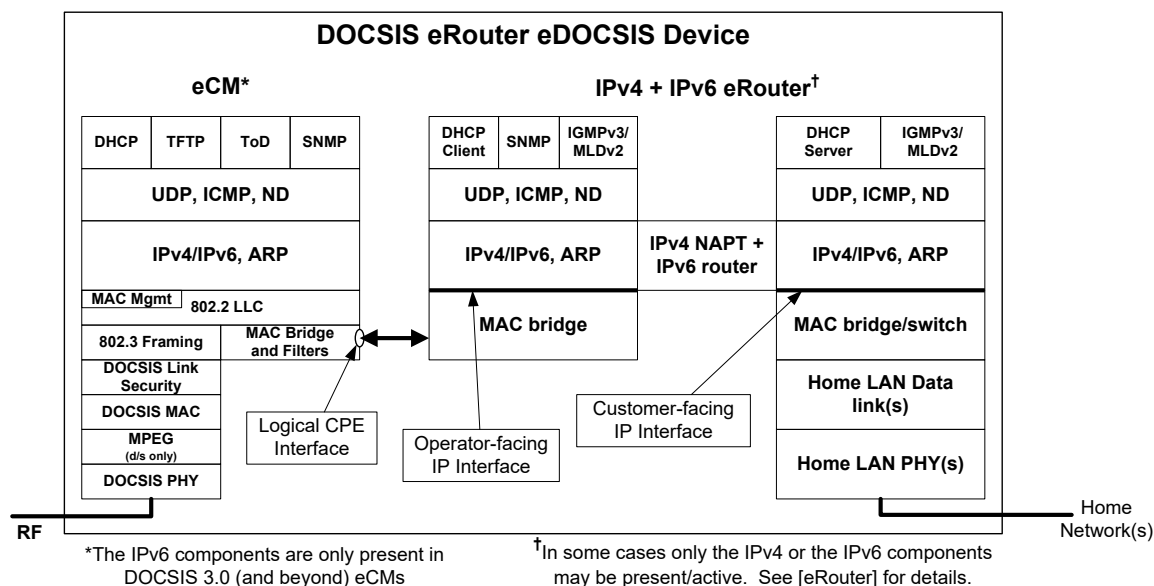 DOCSIS eRouter eDOCSIS Device
eCM*
IPv4 + IPv6 eRouter†
DHCP
TFTP
ToD
SNMP
UDP, ICMP, ND
IPv4/IPv6, ARP
MAC Mgmt
802.2 LLC
802.3 Framing
MAC Bridge
and Filters
DOCSIS Link
Security
DOCSIS MAC
MPEG
(d/s only)
DOCSIS PHY
RF
Logical CPE
Interface
DHCP
Client
SNMP
IGMPv3/
MLDv2
UDP, ICMP, ND
IPv4/IPv6, ARP
MAC bridge
Operator-facing
IP Interface
IPv4 NAPT +
IPv6 router
Customer-facing
IP Interface
DHCP
Server
IGMPv3/
MLDv2
UDP, ICMP, ND
IPv4/IPv6, ARP
MAC bridge/switch
Home LAN Data
link(s)
Home LAN PHY(s)
Home
Network(s)
*The IPv6 components are only present in
DOCSIS 3.0 (and beyond) eCMs
†In some cases only the IPv4 or the IPv6 components
may be present/active. See [eRouter] for details.